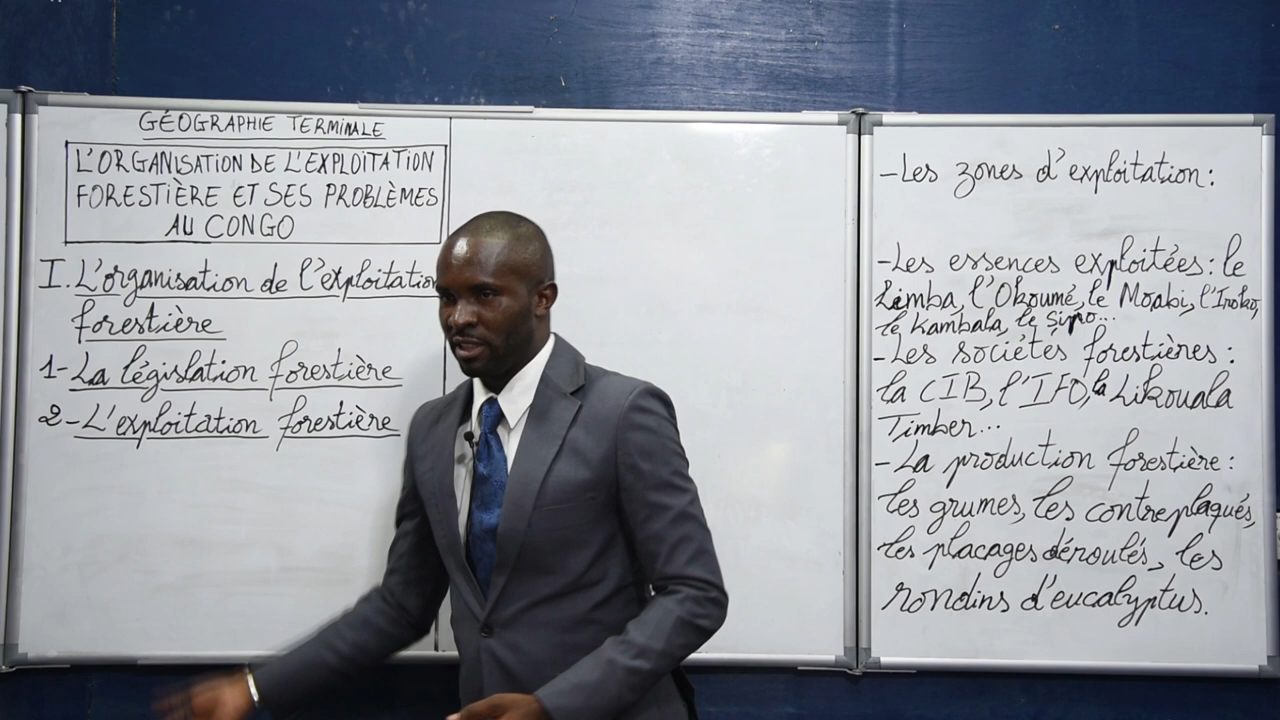 GÉOGRAPHIE TERMINALE
L'ORGANISATION DE L'EXPLOITATION
FORESTIÈRE ET SES PROBLÈMES
AU CONGO
I. L'organisation de l'exploitation
forestière
1- La législation forestière
2- L'exploitation forestière
- Les zones d'exploitation :
- Les essences exploitées : le
Limba, l'Okoumé, le Moabi, l'Iroko,
le Kambala, le Sipo...
- Les sociétés forestières :
la CIB, l'IFO, la Likouala
Timber...
- La production forestière :
les grumes, les contreplaqués,
les placages déroulés, les
rondins d'eucalyptus.